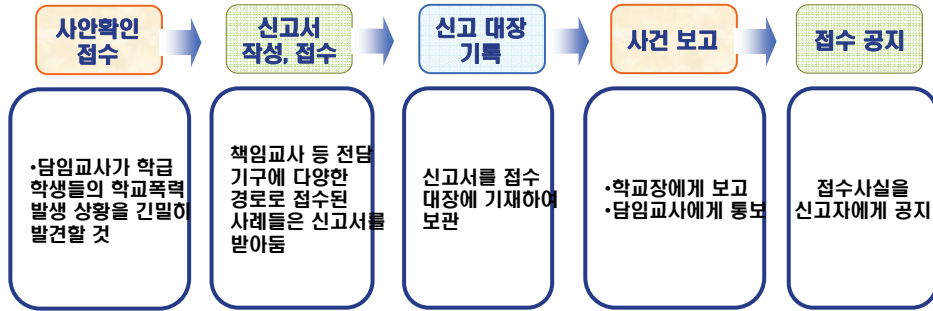 사안확인
접수
신고서
작성, 접수
신고 대장
기록
사건 보고
접수 공지
•담임교사가 학급
학생들의 학교폭력
발생 상황을 긴밀히
발견할 것
책임교사 등 전담
기구에 다양한
경로로 접수된
사례들은 신고서를
받아둠
신고서를 접수
대장에 기재하여
보관
•학교장에게 보고
•담임교사에게 통보
접수사실을
신고자에게 공지